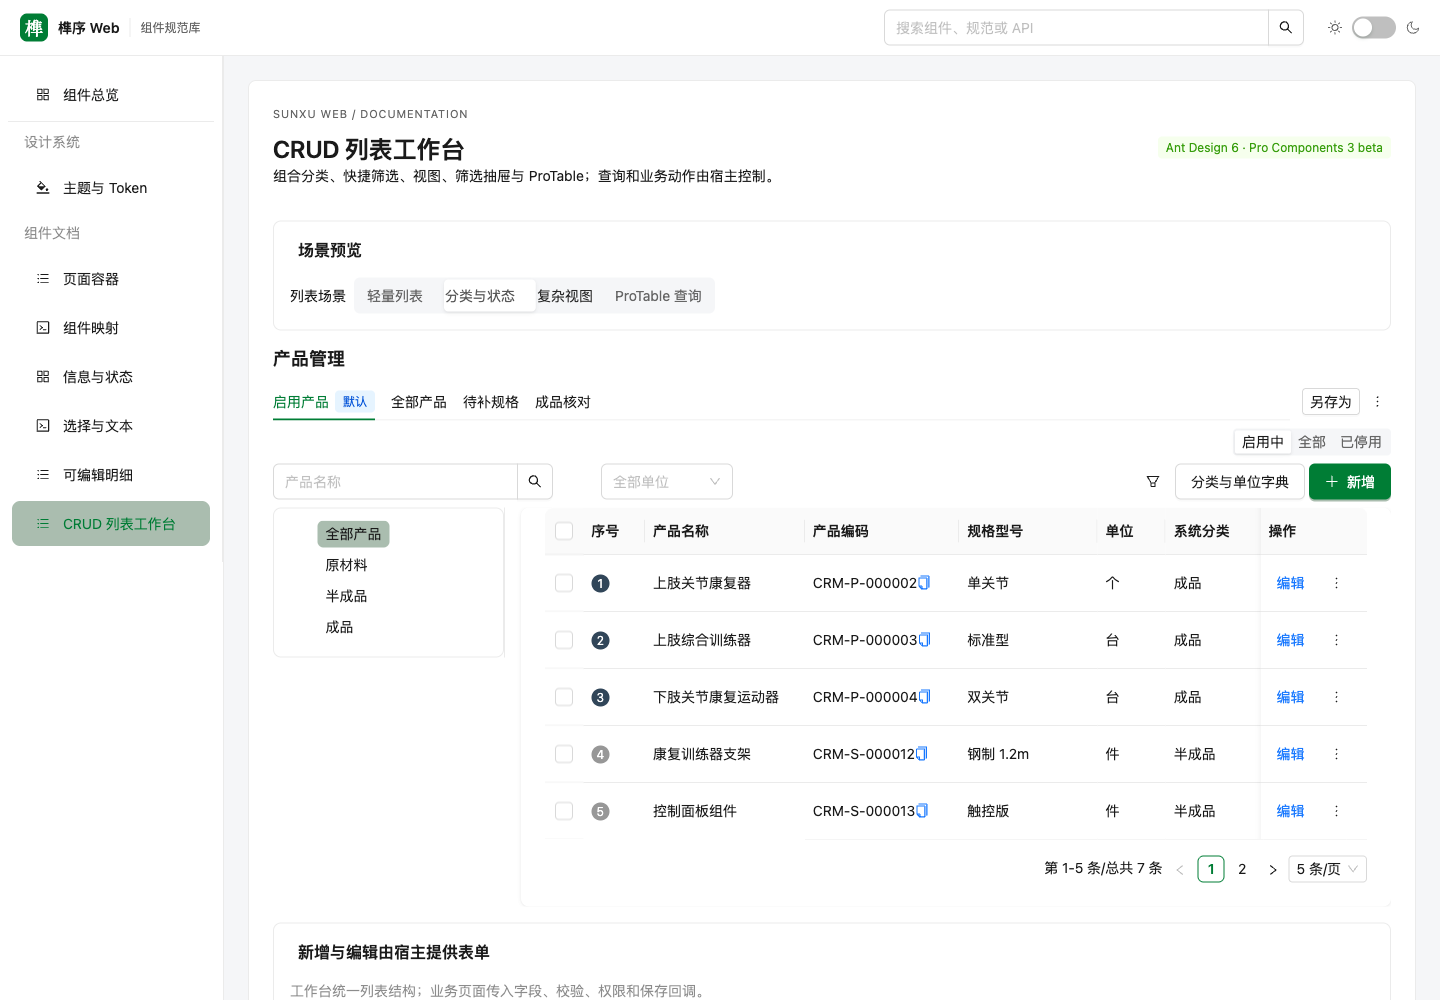 榫 榫序 Web 组件规范库 搜索组件、规范或 API
组件总览
设计系统
主题与 Token
组件文档
页面容器
组件映射
信息与状态
选择与文本
可编辑明细
CRUD 列表工作台
SUNXU WEB / DOCUMENTATION
CRUD 列表工作台
Ant Design 6 · Pro Components 3 beta
组合分类、快捷筛选、视图、筛选抽屉与 ProTable；查询和业务动作由宿主控制。
场景预览
列表场景 轻量列表 分类与状态 复杂视图 ProTable 查询
产品管理
启用产品 默认 全部产品 待补规格 成品核对 另存为
启用中 全部 已停用
产品名称 全部单位 分类与单位字典 新增
全部产品
原材料
半成品
成品
序号 产品名称 产品编码 规格型号 单位 系统分类 操作
1 上肢关节康复器 CRM-P-000002 单关节 个 成品 编辑
2 上肢综合训练器 CRM-P-000003 标准型 台 成品 编辑
3 下肢关节康复运动器 CRM-P-000004 双关节 台 成品 编辑
4 康复训练器支架 CRM-S-000012 钢制 1.2m 件 半成品 编辑
5 控制面板组件 CRM-S-000013 触控版 件 半成品 编辑
第 1-5 条/总共 7 条 1 2 5 条/页
新增与编辑由宿主提供表单
工作台统一列表结构；业务页面传入字段、校验、权限和保存回调。